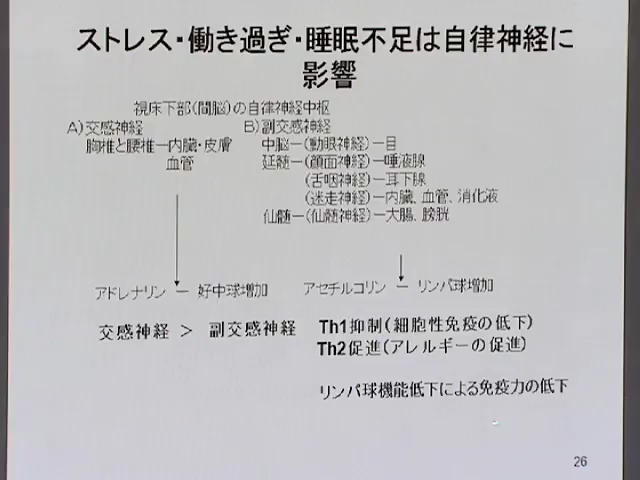 ストレス・働き過ぎ・睡眠不足は自律神経に
影響
視床下部(間脳)の自律神経中枢
A)交感神経
B)副交感神経
胸椎と腰椎ー内臓・皮膚
血管
中脳ー(動眼神経)ー目
延髄ー(顔面神経)ー唾液腺
(舌咽神経)ー耳下腺
(迷走神経)ー内臓、血管、消化液
仙髄ー(仙髄神経)ー大腸、膀胱
アドレナリン ー 好中球増加
アセチルコリン ー リンパ球増加
交感神経 > 副交感神経
Th1抑制(細胞性免疫の低下)
Th2促進(アレルギーの促進)
リンパ球機能低下による免疫力の低下
26